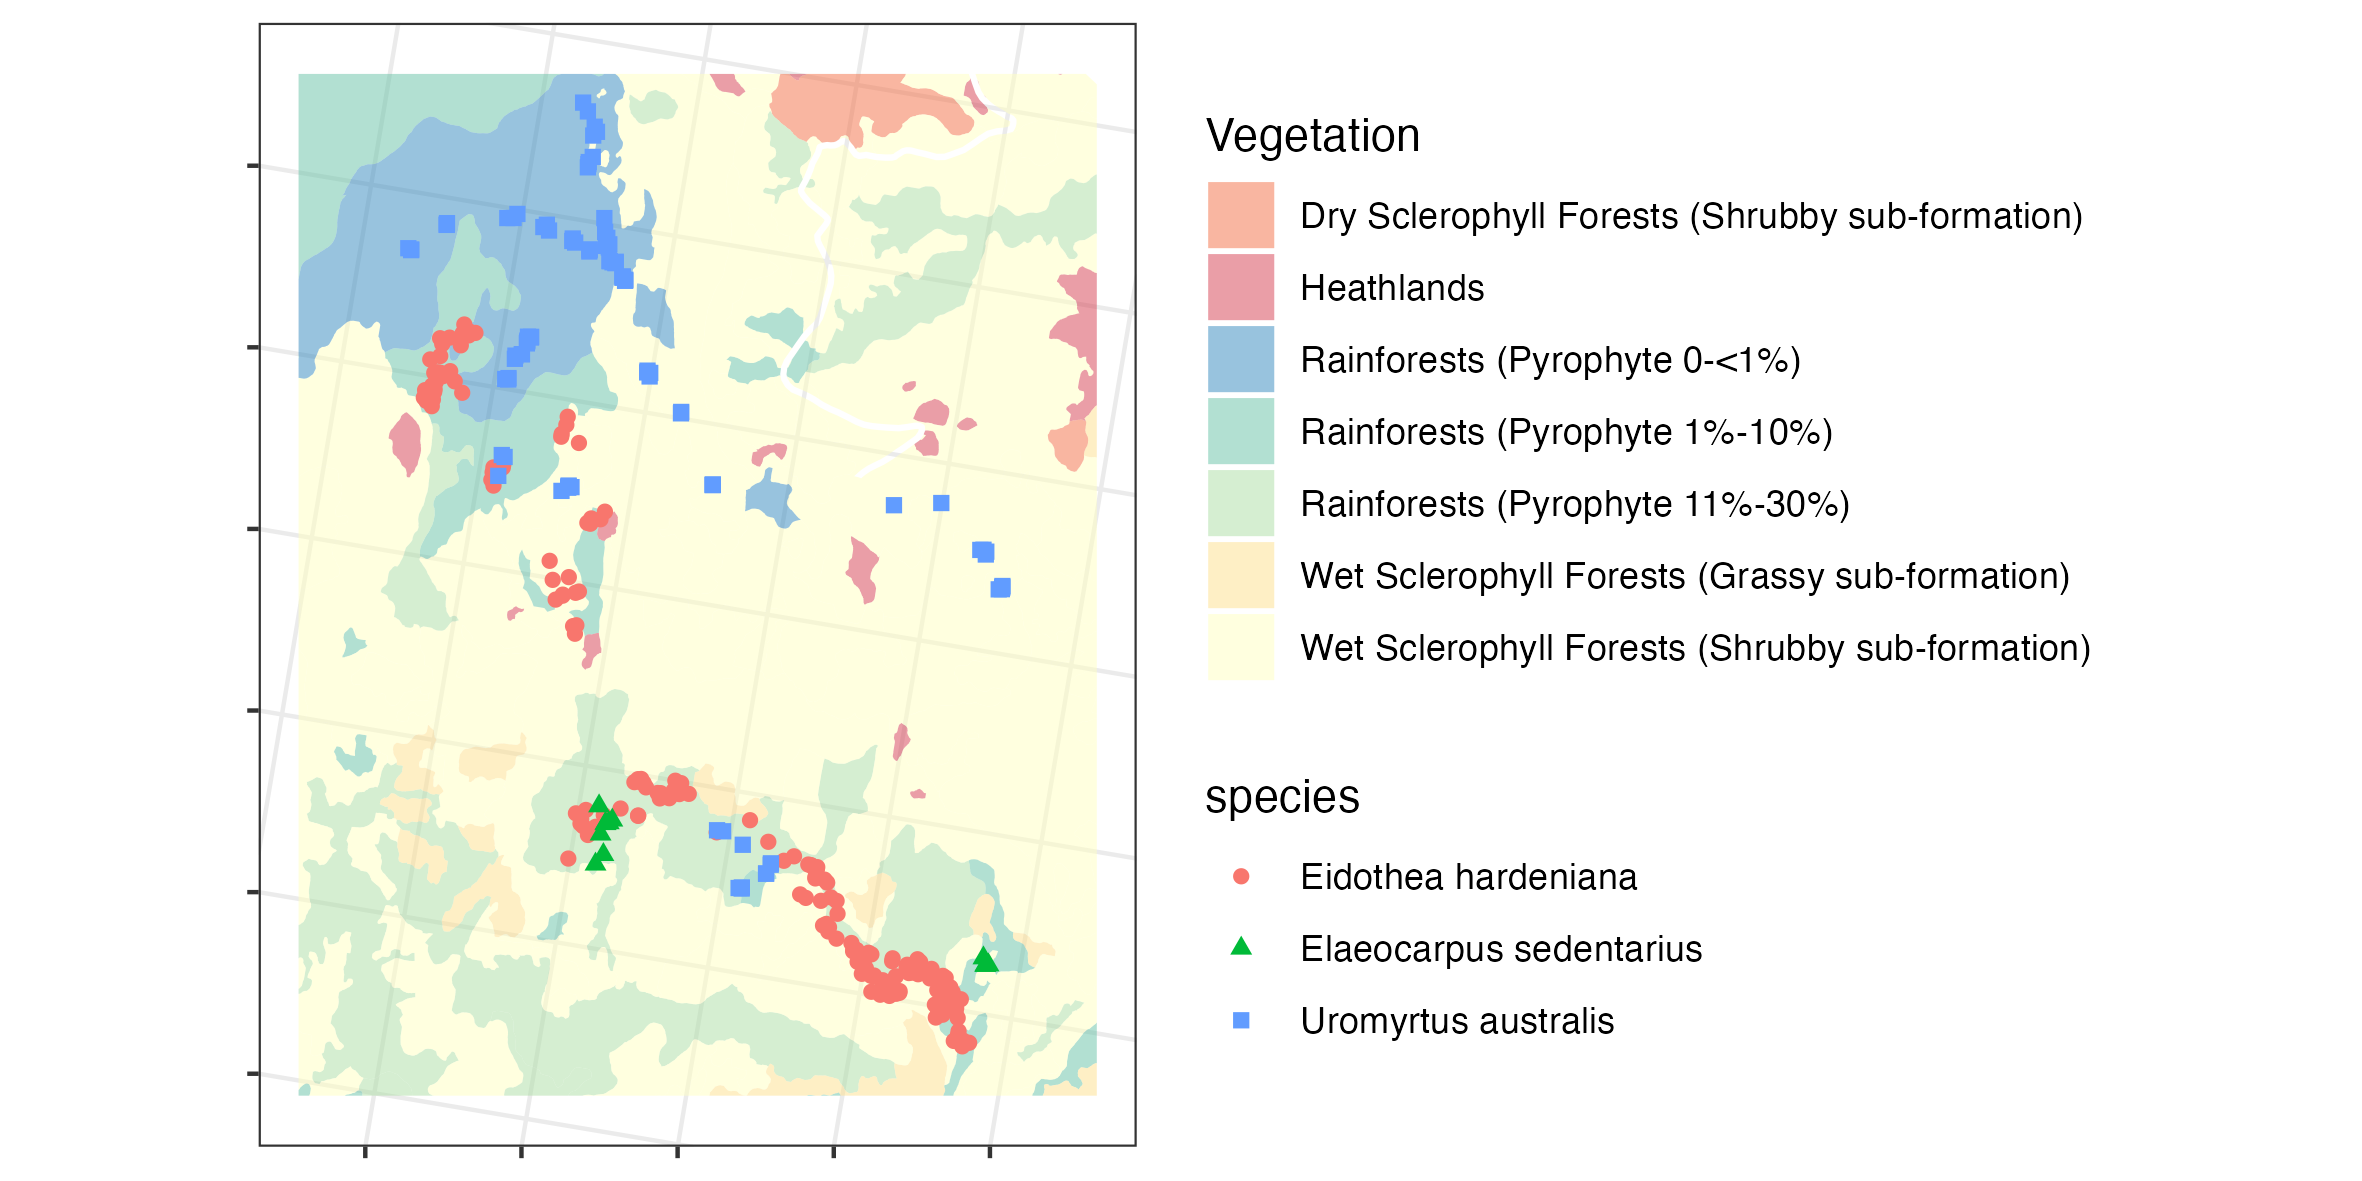 Vegetation
Dry Sclerophyll Forests (Shrubby sub-formation)
Heathlands
Rainforests (Pyrophyte 0-<1%)
Rainforests (Pyrophyte 1%-10%)
Rainforests (Pyrophyte 11%-30%)
Wet Sclerophyll Forests (Grassy sub-formation)
Wet Sclerophyll Forests (Shrubby sub-formation)
species
Eidothea hardeniana
Elaeocarpus sedentarius
Uromyrtus australis